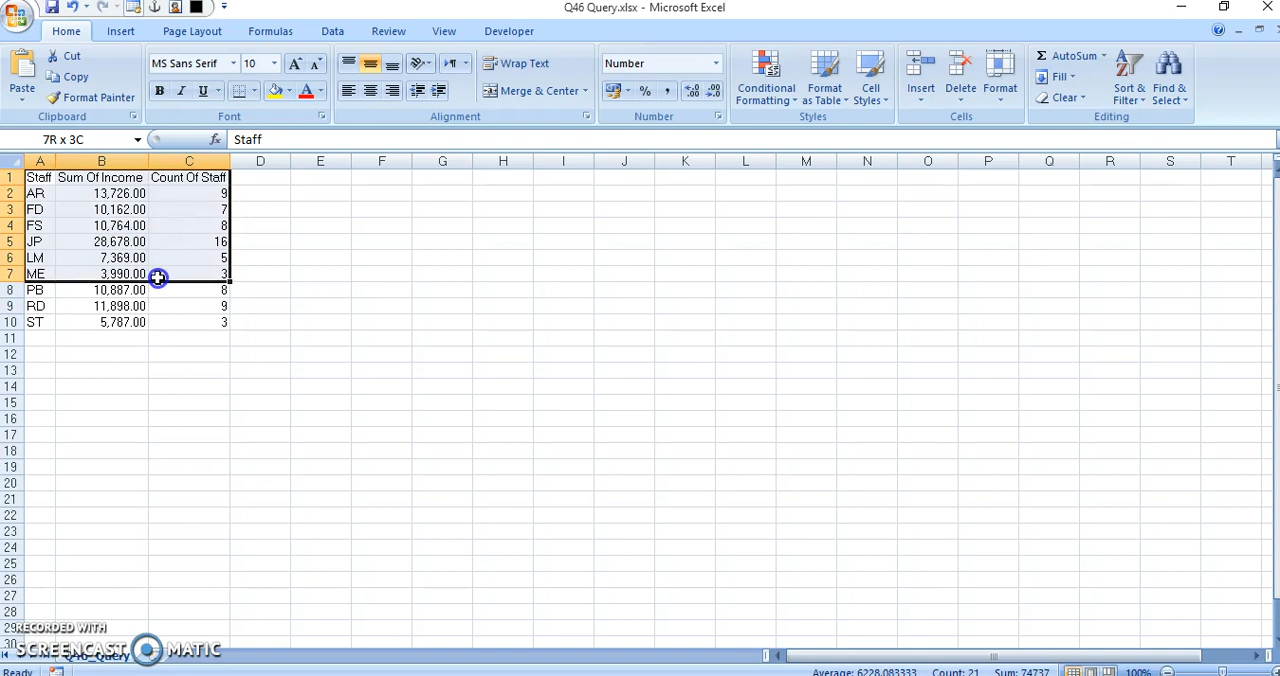 Q46 Query.xlsx - Microsoft Excel
Home Insert Page Layout Formulas Data Review View Developer
Cut
Copy
Format Painter
Paste
Clipboard
MS Sans Serif 10
B I U
Font
Wrap Text
Merge & Center
Alignment
Number
Number
Conditional Formatting
Format as Table
Cell Styles
Styles
Insert Delete Format
Cells
AutoSum
Fill
Clear
Sort & Filter
Find & Select
Editing
7R x 3C fx Staff
A B C D E F G H I J K L M N O P Q R S T
1 Staff Sum Of Income Count Of Staff
2 AR 13,726.00 9
3 FD 10,162.00 7
4 FS 10,764.00 8
5 JP 28,678.00 16
6 LM 7,369.00 5
7 ME 3,990.00 3
8 PB 10,887.00 8
9 RD 11,898.00 9
10 ST 5,787.00 3
11
12
13
14
15
16
17
18
19
20
21
22
23
24
25
26
27
28
29
30
RECORDED WITH
SCREENCAST MATIC
Q46_Query
Ready Average: 6228.083333 Count: 21 Sum: 74737 100%